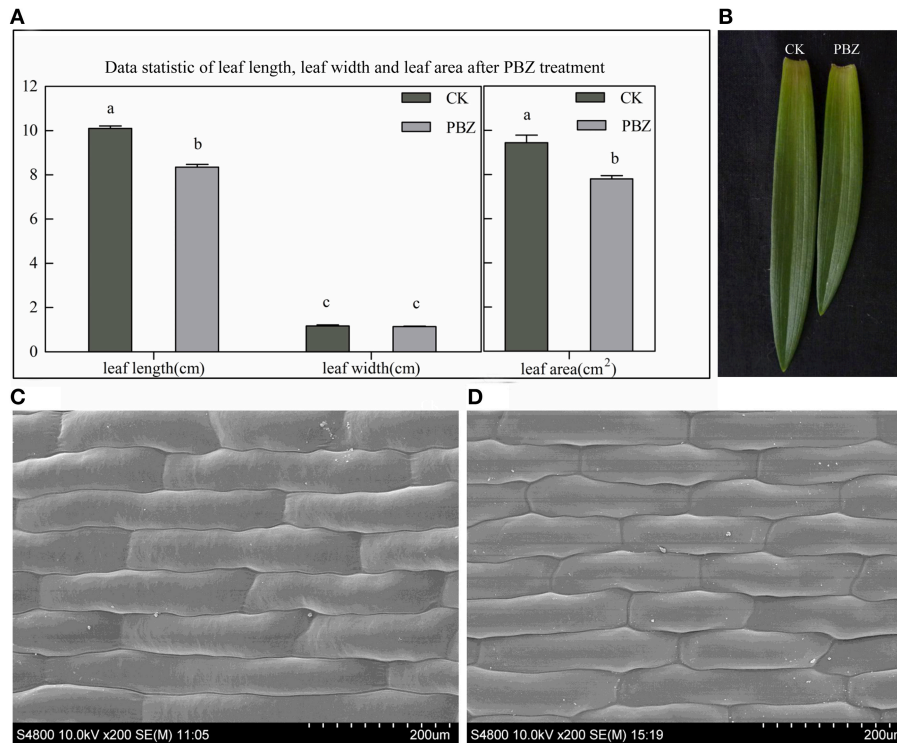 A
B
Data statistic of leaf length, leaf width and leaf area after PBZ treatment
12
10
8
6
4
2
0
a
b
c
c
CK
PBZ
a
b
CK
PBZ
leaf length(cm)
leaf width(cm)
leaf area(cm²)
CK PBZ
C
D
S4800 10.0kV x200 SE(M) 11:05 200um
S4800 10.0kV x200 SE(M) 15:19 200um